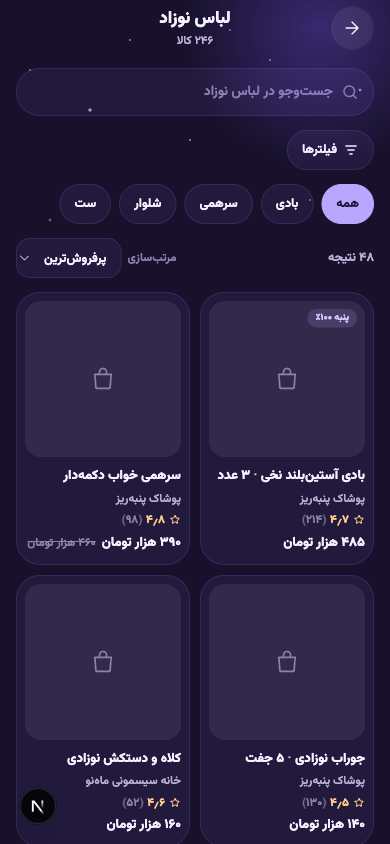 لباس نوزاد
۲۴۶ کالا
جست‌وجو در لباس نوزاد
فیلترها
همه
بادی
سرهمی
شلوار
ست
۴۸ نتیجه
مرتب‌سازی
پرفروش‌ترین
پنبه ۱۰۰٪
بادی آستین‌بلند نخی · ۳ عدد
پوشاک پنبه‌ریز
۴٫۷ (۲۱۴)
۴۸۵ هزار تومان
سرهمی خواب دکمه‌دار
پوشاک پنبه‌ریز
۴٫۸ (۹۸)
۳۹۰ هزار تومان ۴۶۰ هزار تومان
جوراب نوزادی · ۵ جفت
پوشاک پنبه‌ریز
۴٫۵ (۱۳۰)
۱۴۰ هزار تومان
کلاه و دستکش نوزادی
خانه سیسمونی ماه‌نو
۴٫۶ (۵۲)
۱۶۰ هزار تومان
N